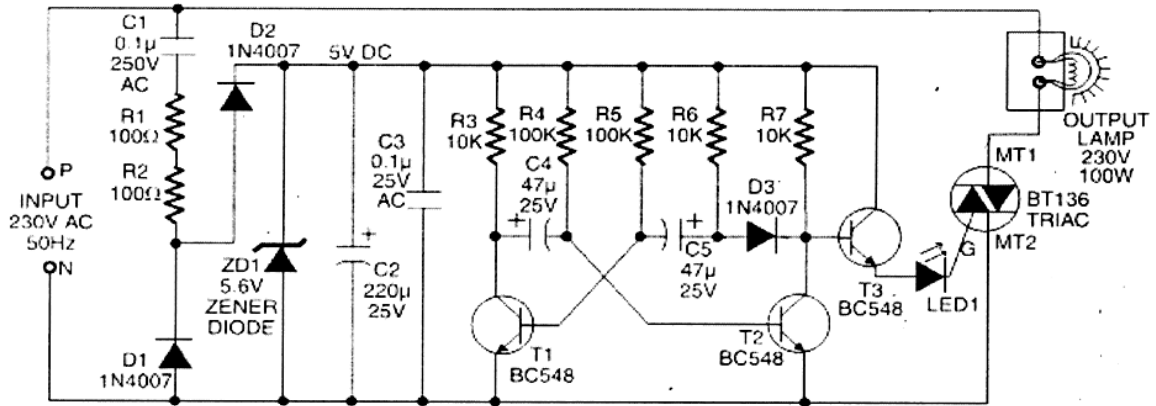 C1
0.1µ
250V
AC
D2
1N4007
R1
100Ω
R2
100Ω
P
INPUT
230V AC
50Hz
N
D1
1N4007
ZD1
5.6V
ZENER
DIODE
5V DC
C2
220µ
25V
C3
0.1µ
25V
AC
R3
10K
R4
100K
R5
100K
R6
10K
R7
10K
C4
47µ
25V
+
+
+
C5
47µ
25V
D3
1N4007
T1
BC548
T2
BC548
T3
BC548
LED1
G
OUTPUT
LAMP
230V
100W
MT1
BT136
TRIAC
MT2